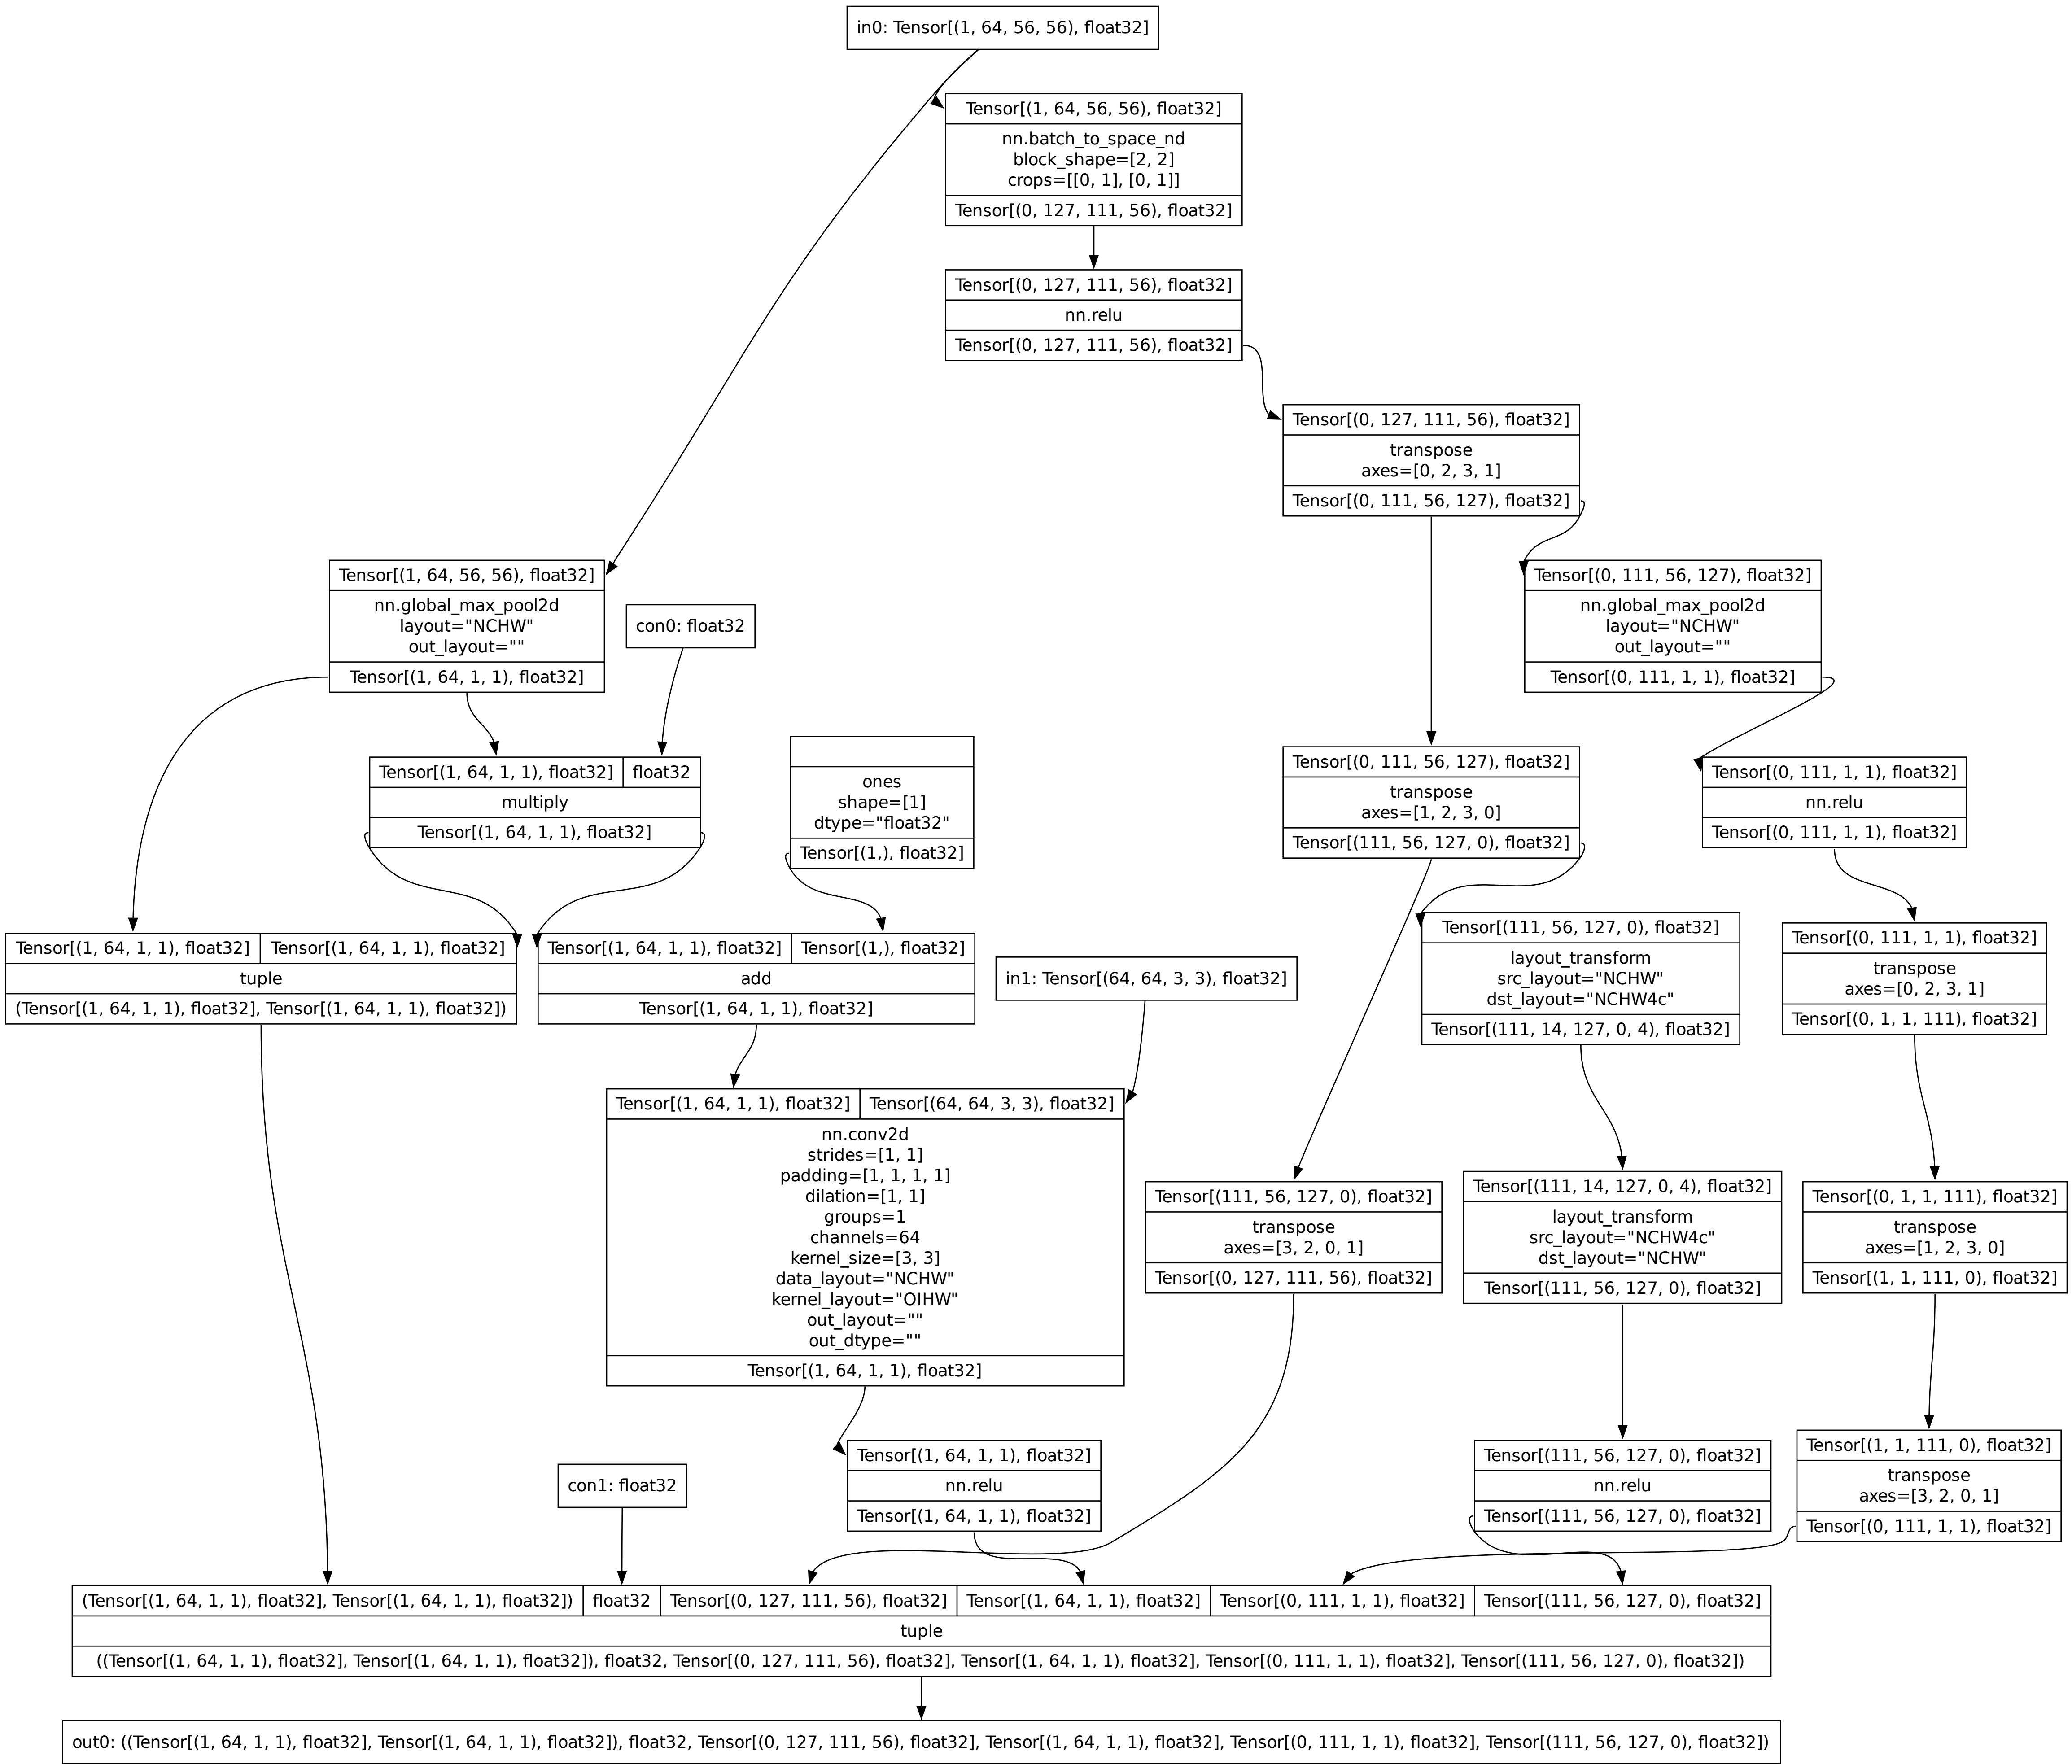 in0: Tensor[(1, 64, 56, 56), float32]
Tensor[(1, 64, 56, 56), float32]
nn.batch_to_space_nd
block_shape=[2, 2]
crops=[[0, 1], [0, 1]]
Tensor[(0, 127, 111, 56), float32]
Tensor[(0, 127, 111, 56), float32]
nn.relu
Tensor[(0, 127, 111, 56), float32]
Tensor[(0, 127, 111, 56), float32]
transpose
axes=[0, 2, 3, 1]
Tensor[(0, 111, 56, 127), float32]
Tensor[(1, 64, 56, 56), float32]
nn.global_max_pool2d
layout="NCHW"
out_layout=""
Tensor[(1, 64, 1, 1), float32]
con0: float32
Tensor[(0, 111, 56, 127), float32]
nn.global_max_pool2d
layout="NCHW"
out_layout=""
Tensor[(0, 111, 1, 1), float32]
Tensor[(1, 64, 1, 1), float32] float32
multiply
Tensor[(1, 64, 1, 1), float32]
ones
shape=[1]
dtype="float32"
Tensor[(1,), float32]
Tensor[(0, 111, 56, 127), float32]
transpose
axes=[1, 2, 3, 0]
Tensor[(111, 56, 127, 0), float32]
Tensor[(0, 111, 1, 1), float32]
nn.relu
Tensor[(0, 111, 1, 1), float32]
Tensor[(1, 64, 1, 1), float32] Tensor[(1, 64, 1, 1), float32]
tuple
(Tensor[(1, 64, 1, 1), float32], Tensor[(1, 64, 1, 1), float32])
Tensor[(1, 64, 1, 1), float32] Tensor[(1,), float32]
add
Tensor[(1, 64, 1, 1), float32]
in1: Tensor[(64, 64, 3, 3), float32]
Tensor[(111, 56, 127, 0), float32]
layout_transform
src_layout="NCHW"
dst_layout="NCHW4c"
Tensor[(111, 14, 127, 0, 4), float32]
Tensor[(0, 111, 1, 1), float32]
transpose
axes=[0, 2, 3, 1]
Tensor[(0, 1, 1, 111), float32]
Tensor[(1, 64, 1, 1), float32] Tensor[(64, 64, 3, 3), float32]
nn.conv2d
strides=[1, 1]
padding=[1, 1, 1, 1]
dilation=[1, 1]
groups=1
channels=64
kernel_size=[3, 3]
data_layout="NCHW"
kernel_layout="OIHW"
out_layout=""
out_dtype=""
Tensor[(1, 64, 1, 1), float32]
Tensor[(111, 56, 127, 0), float32]
transpose
axes=[3, 2, 0, 1]
Tensor[(0, 127, 111, 56), float32]
Tensor[(111, 14, 127, 0, 4), float32]
layout_transform
src_layout="NCHW4c"
dst_layout="NCHW"
Tensor[(111, 56, 127, 0), float32]
Tensor[(0, 1, 1, 111), float32]
transpose
axes=[1, 2, 3, 0]
Tensor[(1, 1, 111, 0), float32]
con1: float32
Tensor[(1, 64, 1, 1), float32]
nn.relu
Tensor[(1, 64, 1, 1), float32]
Tensor[(111, 56, 127, 0), float32]
nn.relu
Tensor[(111, 56, 127, 0), float32]
Tensor[(1, 1, 111, 0), float32]
transpose
axes=[3, 2, 0, 1]
Tensor[(0, 111, 1, 1), float32]
(Tensor[(1, 64, 1, 1), float32], Tensor[(1, 64, 1, 1), float32]) float32 Tensor[(0, 127, 111, 56), float32] Tensor[(1, 64, 1, 1), float32] Tensor[(0, 111, 1, 1), float32] Tensor[(111, 56, 127, 0), float32]
tuple
((Tensor[(1, 64, 1, 1), float32], Tensor[(1, 64, 1, 1), float32]), float32, Tensor[(0, 127, 111, 56), float32], Tensor[(1, 64, 1, 1), float32], Tensor[(0, 111, 1, 1), float32], Tensor[(111, 56, 127, 0), float32])
out0: ((Tensor[(1, 64, 1, 1), float32], Tensor[(1, 64, 1, 1), float32]), float32, Tensor[(0, 127, 111, 56), float32], Tensor[(1, 64, 1, 1), float32], Tensor[(0, 111, 1, 1), float32], Tensor[(111, 56, 127, 0), float32])